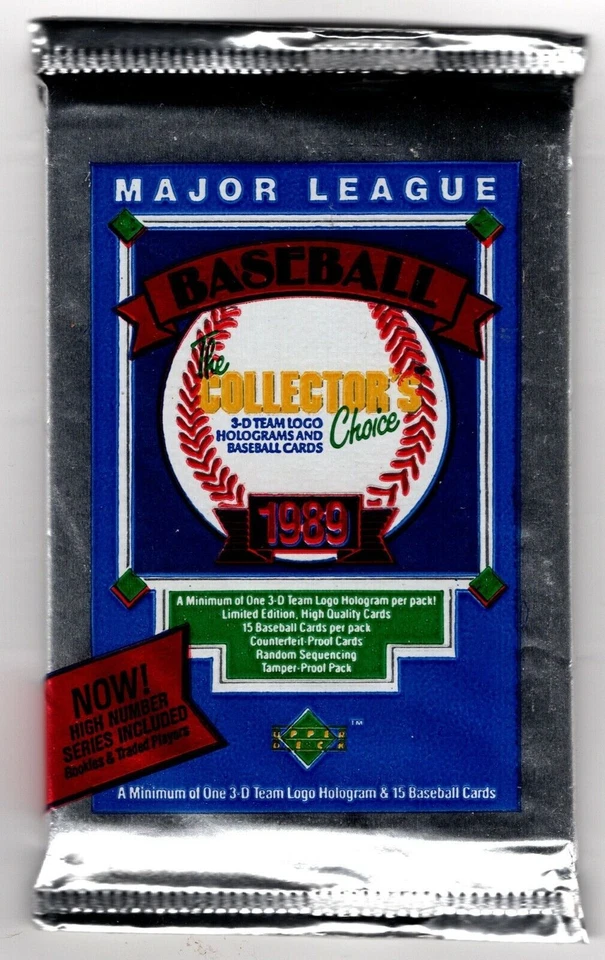 MAJOR LEAGUE
BASEBALL
The
COLLECTOR'S
Choice
3-D TEAM LOGO
HOLOGRAMS AND
BASEBALL CARDS
1989
A Minimum of One 3-D Team Logo Hologram per pack!
Limited Edition, High Quality Cards
15 Baseball Cards per pack
Counterfeit-Proof Cards
Random Sequencing
Tamper-Proof Pack
NOW!
HIGH NUMBER
SERIES INCLUDED
Rookies & Traded Players
UPPER
DECK
TM
A Minimum of One 3-D Team Logo Hologram & 15 Baseball Cards